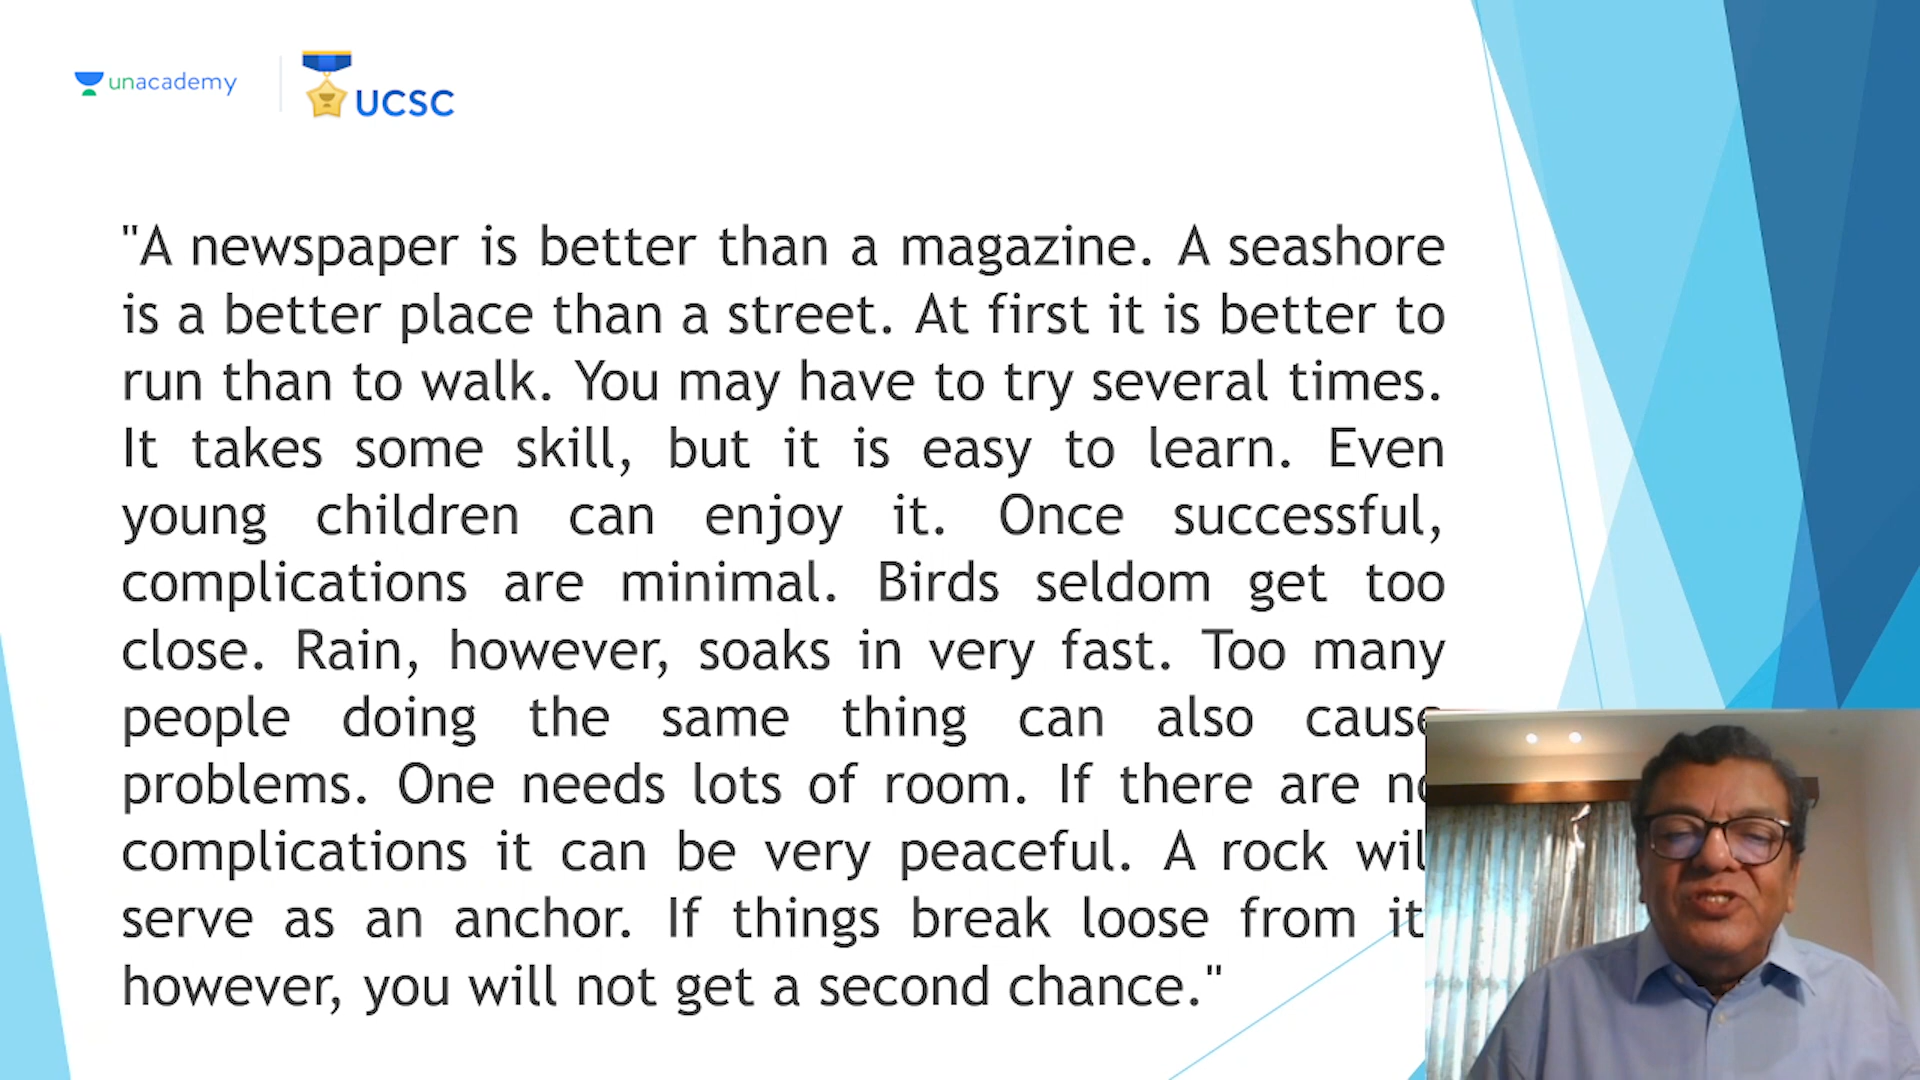 unacademy
UCSC
"A newspaper is better than a magazine. A seashore
is a better place than a street. At first it is better to
run than to walk. You may have to try several times.
It takes some skill, but it is easy to learn. Even
young children can enjoy it. Once successful,
complications are minimal. Birds seldom get too
close. Rain, however, soaks in very fast. Too many
people doing the same thing can also cause
problems. One needs lots of room. If there are no
complications it can be very peaceful. A rock will
serve as an anchor. If things break loose from it
however, you will not get a second chance."